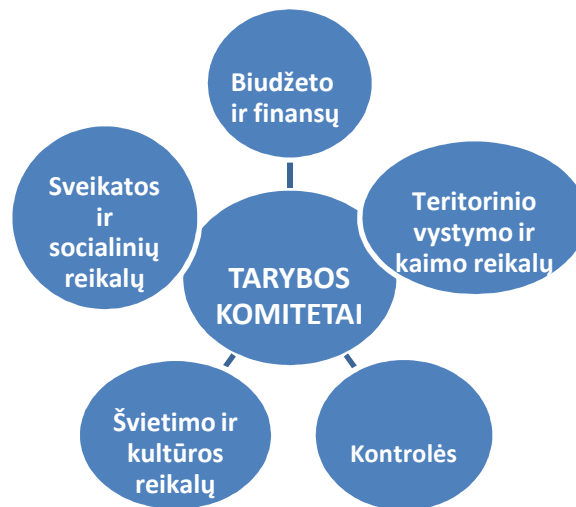 Biudžeto
ir finansų
Sveikatos
ir
socialinių
reikalų
Teritorinio
vystymo ir
kaimo reikalų
TARYBOS
KOMITETAI
Švietimo ir
kultūros
reikalų
Kontrolės